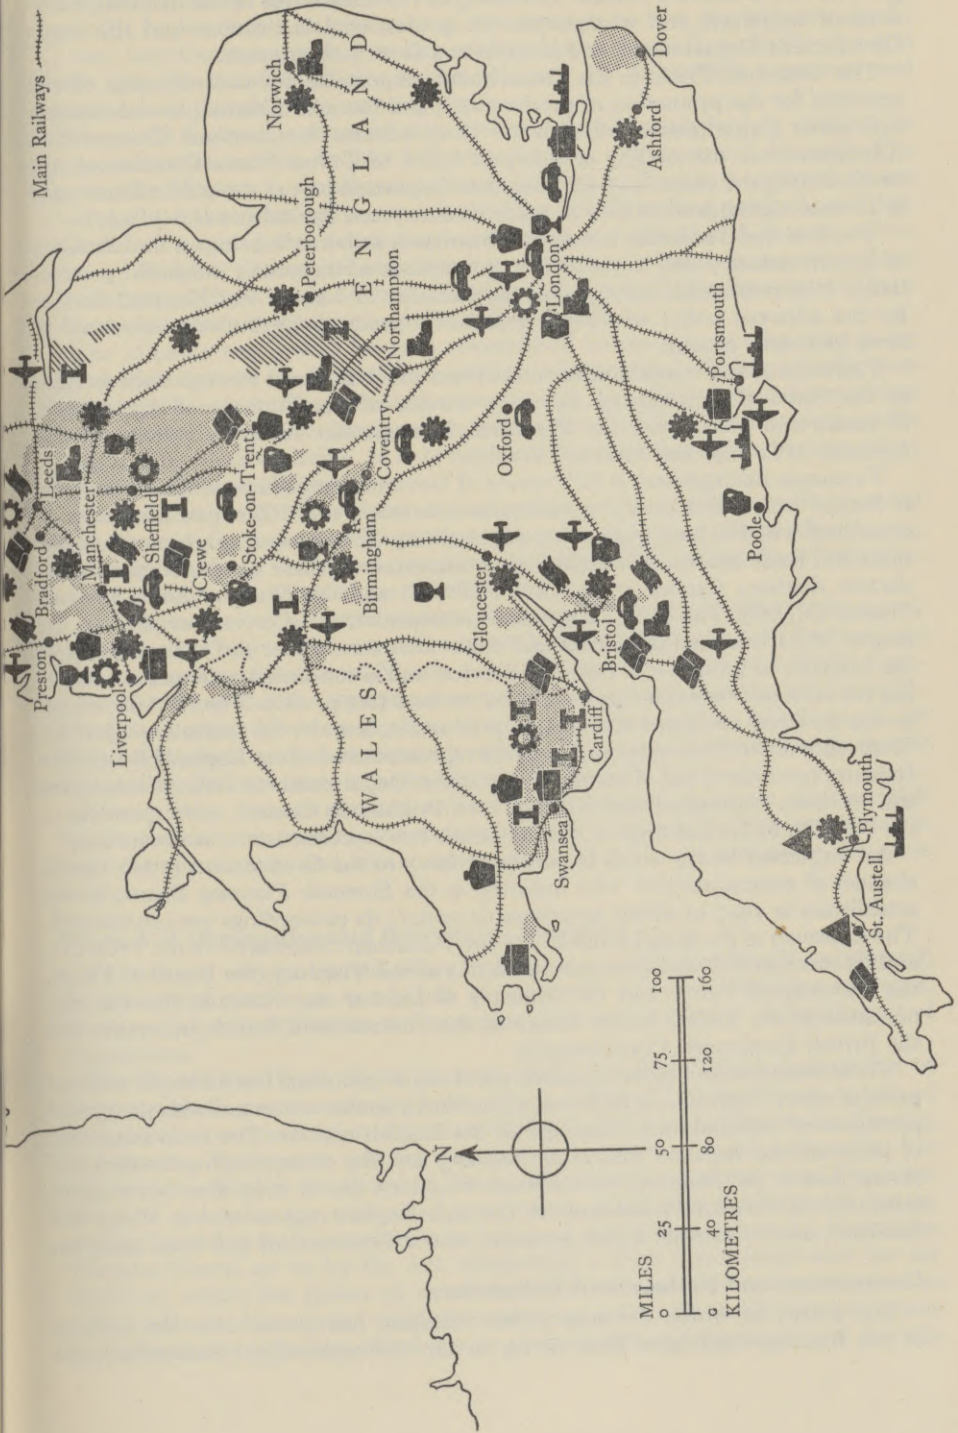 Main Railways
Preston
Bradford
Leeds
Liverpool
Manchester
Sheffield
Crewe
Stoke-on-Trent
Norwich
Peterborough
ENGLAND
Northampton
Coventry
Birmingham
WALES
Gloucester
Oxford
London
Swansea
Cardiff
Bristol
Ashford
Dover
Portsmouth
Poole
Plymouth
St. Austell
N
MILES
0 25 50 75 100
0 40 80 120 160
KILOMETRES